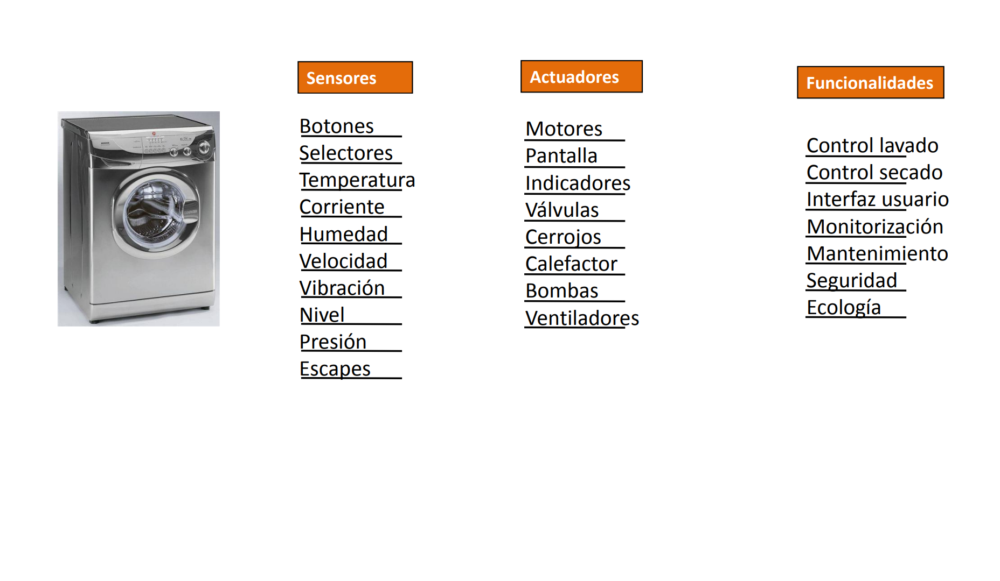 Sensores
Botones
Selectores
Temperatura
Corriente
Humedad
Velocidad
Vibración
Nivel
Presión
Escapes
Actuadores
Motores
Pantalla
Indicadores
Válvulas
Cerrojos
Calefactor
Bombas
Ventiladores
Funcionalidades
Control lavado
Control secado
Interfaz usuario
Monitorización
Mantenimiento
Seguridad
Ecología